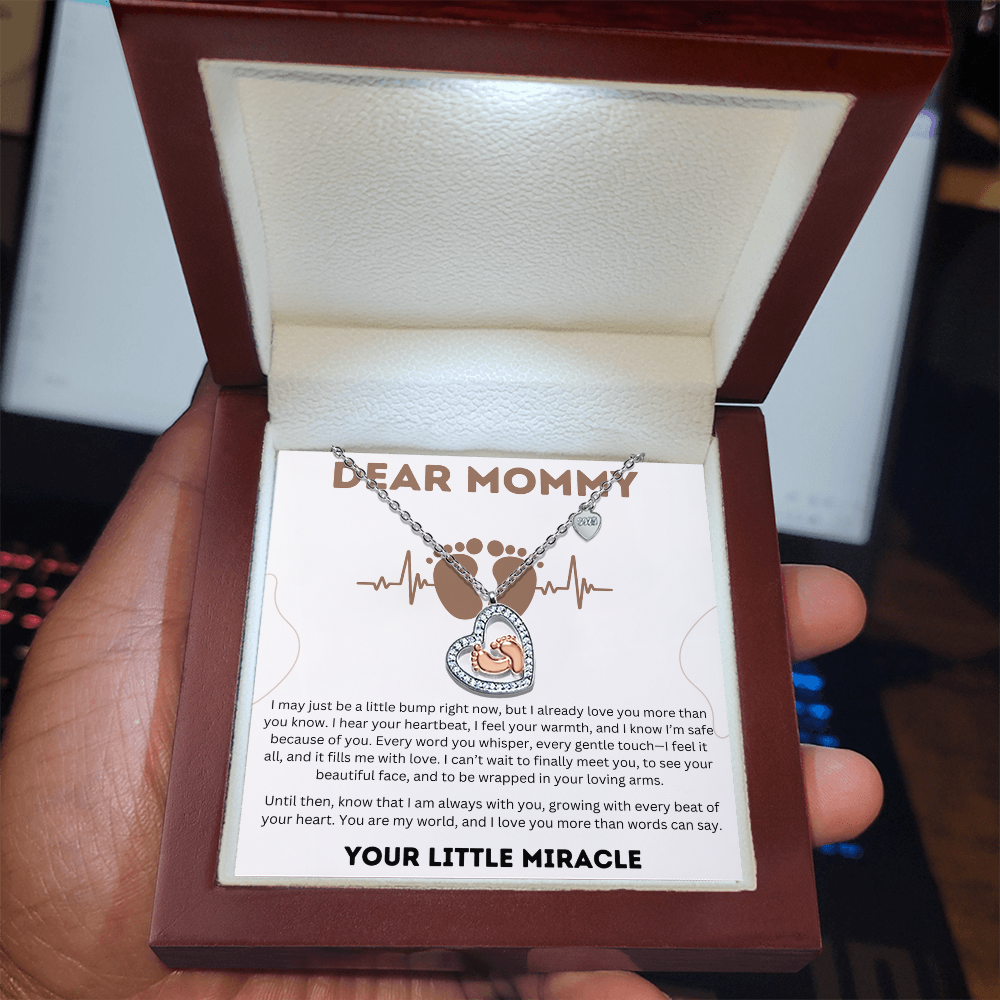 DEAR MOMMY
I may just be a little bump right now, but I already love you more than
you know. I hear your heartbeat, I feel your warmth, and I know I’m safe
because of you. Every word you whisper, every gentle touch—I feel it
all, and it fills me with love. I can’t wait to finally meet you, to see your
beautiful face, and to be wrapped in your loving arms.
Until then, know that I am always with you, growing with every beat of
your heart. You are my world, and I love you more than words can say.
YOUR LITTLE MIRACLE